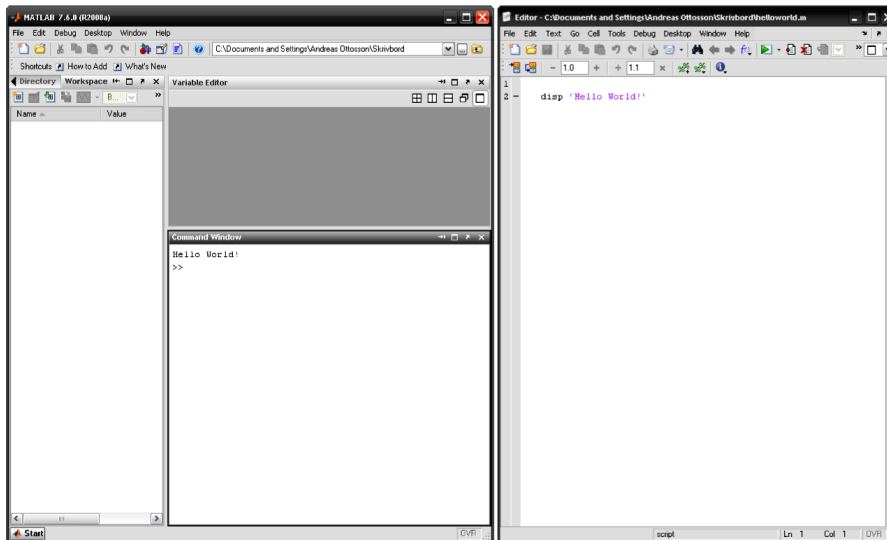 MATLAB 7.6.0 (R2008a)
File Edit Debug Desktop Window Help
C:\Documents and Settings\Andreas Ottosson\Skrivbord
Shortcuts How to Add What's New
Directory Workspace
B...
Name Value
Start
Variable Editor
Command Window
Hello World!
>>
OVR
Editor - C:\Documents and Settings\Andreas Ottosson\Skrivbord\helloworld.m
File Edit Text Go Cell Tools Debug Desktop Window Help
- 1.0 + ÷ 1.1 ×
1
2 - disp 'Hello World!'
script Ln 1 Col 1 OVR